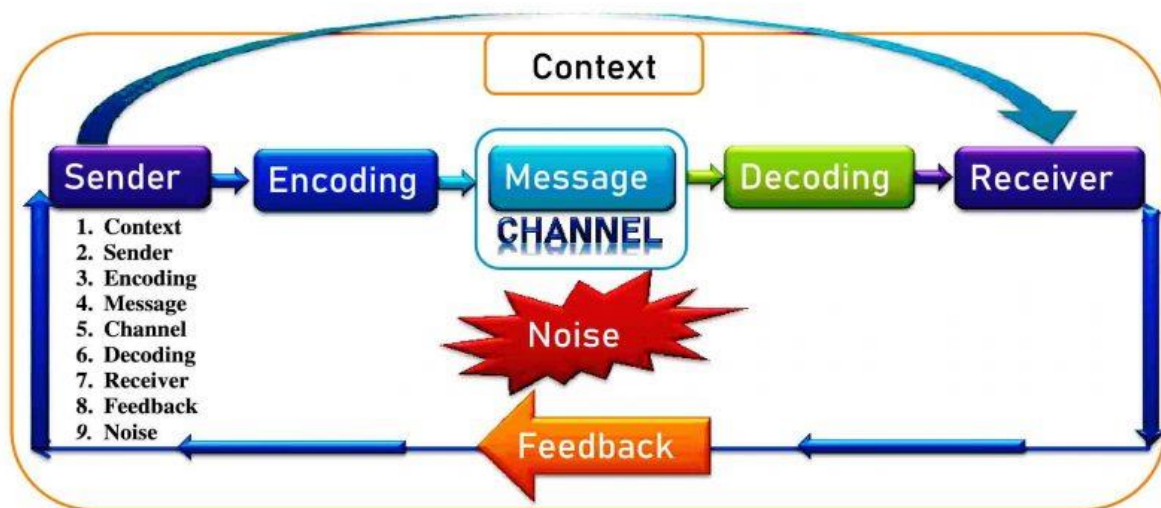 Context
Sender
Encoding
Message
Decoding
Receiver
CHANNEL
1. Context
2. Sender
3. Encoding
4. Message
5. Channel
6. Decoding
7. Receiver
8. Feedback
9. Noise
Noise
Feedback